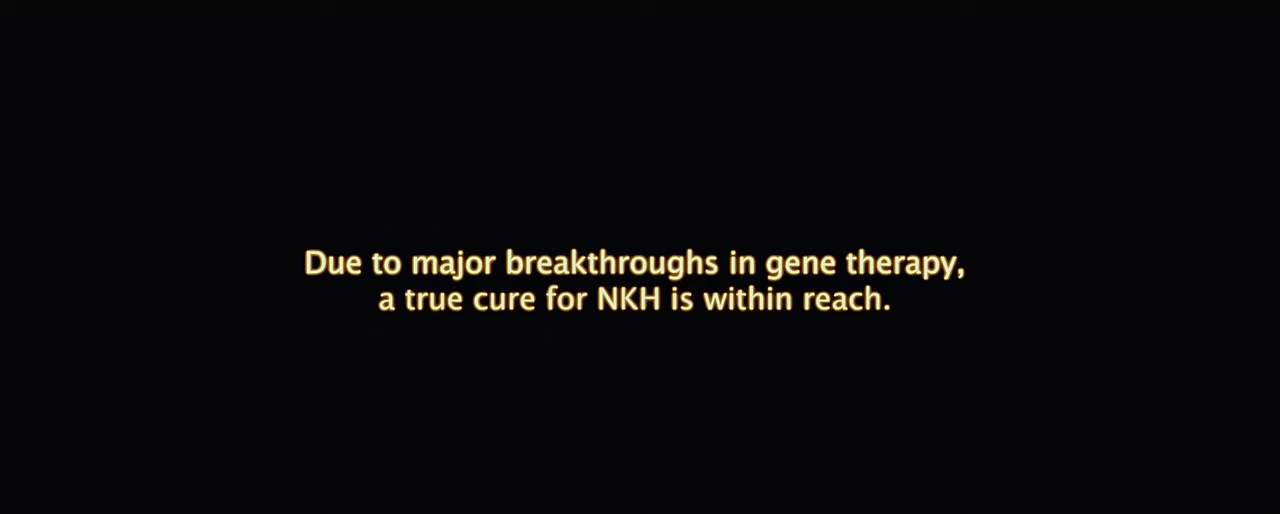 Due to major breakthroughs in gene therapy,
a true cure for NKH is within reach.